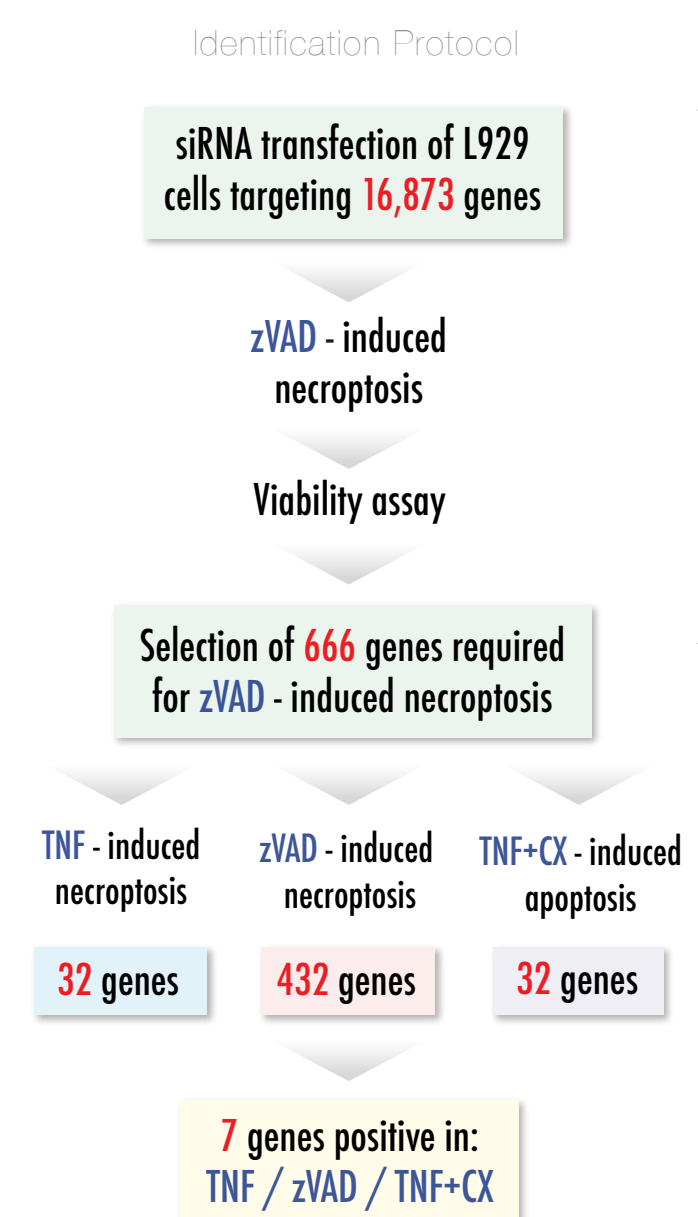 Identification Protocol
siRNA transfection of L929
cells targeting 16,873 genes
zVAD - induced
necroptosis
Viability assay
Selection of 666 genes required
for zVAD - induced necroptosis
TNF - induced
necroptosis
zVAD - induced
necroptosis
TNF+CX - induced
apoptosis
32 genes
432 genes
32 genes
7 genes positive in:
TNF / zVAD / TNF+CX